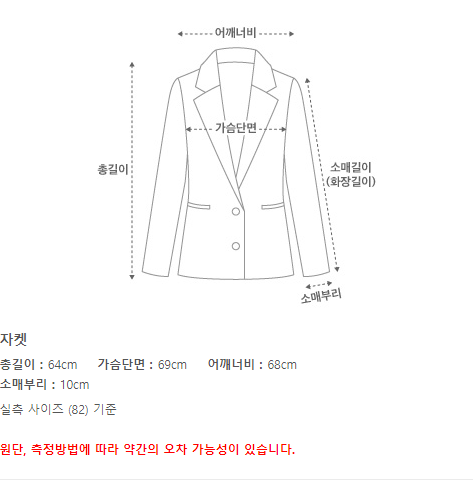 어깨너비
가슴단면
총길이
소매길이
(화장길이)
소매부리
자켓
총길이 : 64cm 가슴단면 : 69cm 어깨너비 : 68cm
소매부리 : 10cm
실측 사이즈 (82) 기준
원단, 측정방법에 따라 약간의 오차 가능성이 있습니다.